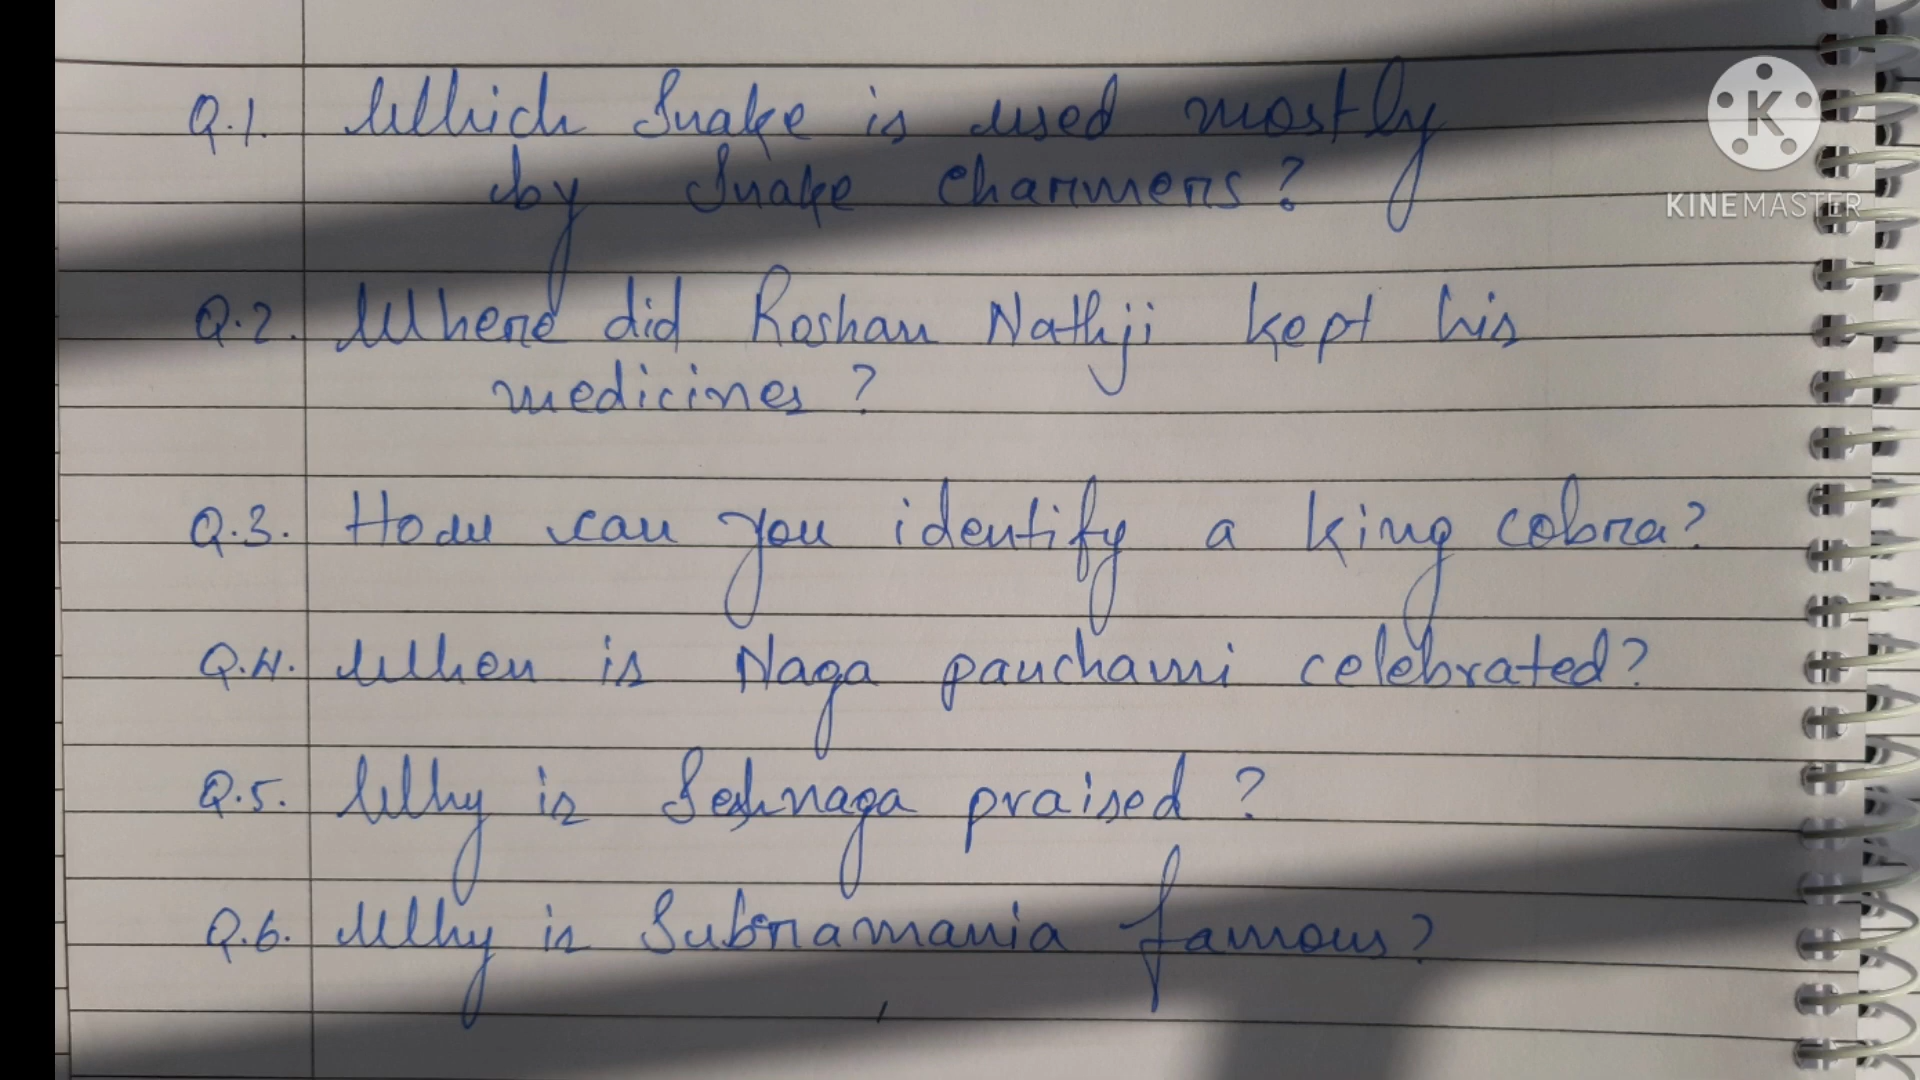 Q.1. Which Snake is used mostly
by Snake charmers?
Q.2. Where did Roshan Nathji kept his
medicines?
Q.3. How can you identify a king cobra?
Q.4. When is Naga panchami celebrated?
Q.5. Why is Seshnaga praised?
Q.6. Why is Subramania famous?
K
KINEMASTER